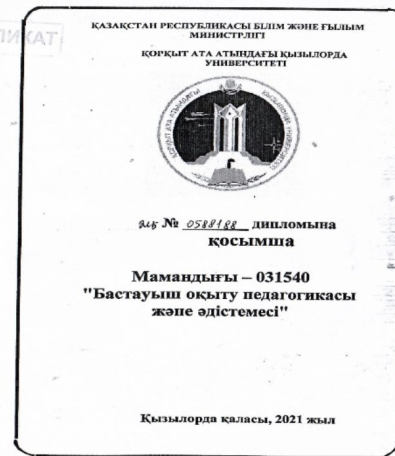 ҚАЗАҚСТАН РЕСПУБЛИКАСЫ БІЛІМ ЖӘНЕ ҒЫЛЫМ
МИНИСТРЛІГІ
ҚОРҚЫТ АТА АТЫНДАҒЫ ҚЫЗЫЛОРДА
УНИВЕРСИТЕТІ
№ 0588188 дипломына
қосымша
Мамандығы – 031540
"Бастауыш оқыту педагогикасы
және әдістемесі"
Қызылорда қаласы, 2021 жыл